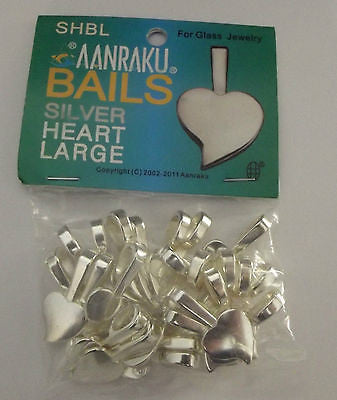 SHBL
For Glass Jewelry
® AANRAKU®
BAILS
SILVER
HEART
LARGE
Copyright (C) 2002-2011 Aanraku